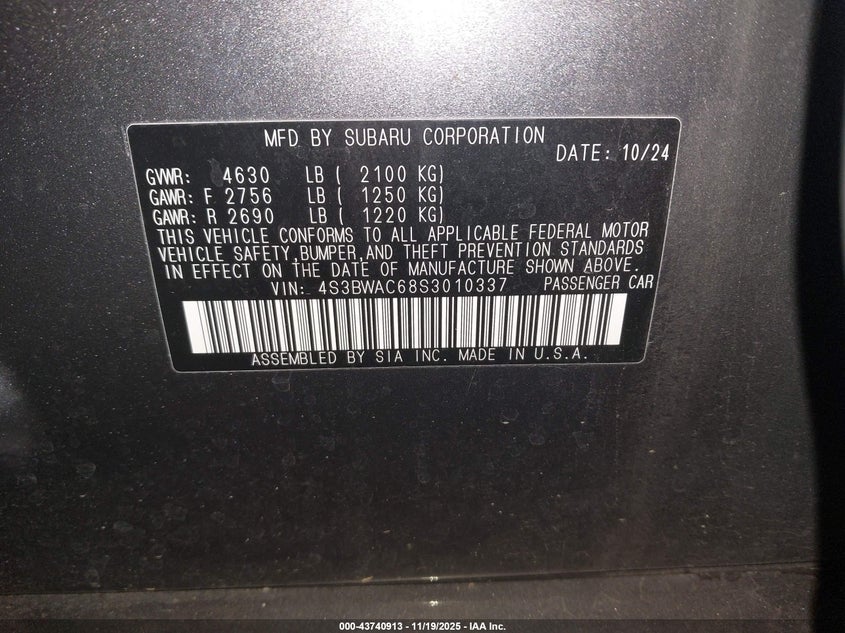 MFD BY SUBARU CORPORATION
DATE: 10/24
GVWR: 4630 LB ( 2100 KG)
GAWR: F 2756 LB ( 1250 KG)
GAWR: R 2690 LB ( 1220 KG)
THIS VEHICLE CONFORMS TO ALL APPLICABLE FEDERAL MOTOR
VEHICLE SAFETY,BUMPER,AND THEFT PREVENTION STANDARDS
IN EFFECT ON THE DATE OF MANUFACTURE SHOWN ABOVE.
VIN: 4S3BWAC68S3010337 PASSENGER CAR
ASSEMBLED BY SIA INC. MADE IN U.S.A.
000-43740913 - 11/19/2025 - IAA Inc.